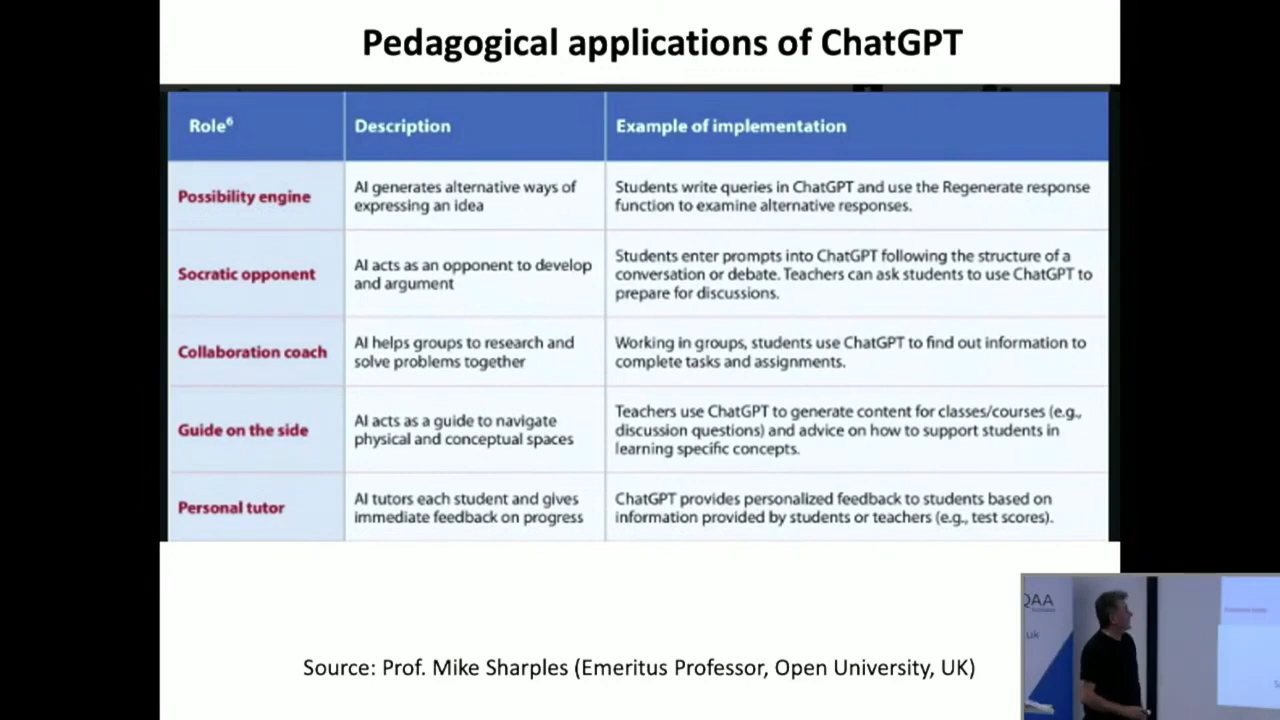 Pedagogical applications of ChatGPT
Role6
Description
Example of implementation
Possibility engine
AI generates alternative ways of
expressing an idea
Students write queries in ChatGPT and use the Regenerate response
function to examine alternative responses.
Socratic opponent
AI acts as an opponent to develop
and argument
Students enter prompts into ChatGPT following the structure of a
conversation or debate. Teachers can ask students to use ChatGPT to
prepare for discussions.
Collaboration coach
AI helps groups to research and
solve problems together
Working in groups, students use ChatGPT to find out information to
complete tasks and assignments.
Guide on the side
AI acts as a guide to navigate
physical and conceptual spaces
Teachers use ChatGPT to generate content for classes/courses (e.g.,
discussion questions) and advice on how to support students in
learning specific concepts.
Personal tutor
AI tutors each student and gives
immediate feedback on progress
ChatGPT provides personalized feedback to students based on
information provided by students or teachers (e.g., test scores).
Source: Prof. Mike Sharples (Emeritus Professor, Open University, UK)
QAA
uk